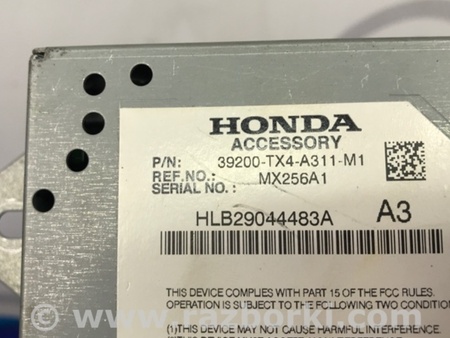 HONDA
ACCESSORY
P/N: 39200-TX4-A311-M1
REF.NO.: MX256A1
SERIAL NO.:
HLB29044483A A3
THIS DEVICE COMPLIES WITH PART 15 OF THE FCC RULES.
OPERATION IS SUBJECT TO THE FOLLOWING TWO CONDITION
(1)THIS DEVICE MAY NOT CAUSE HARMFUL INTERFE
www.razborki.com